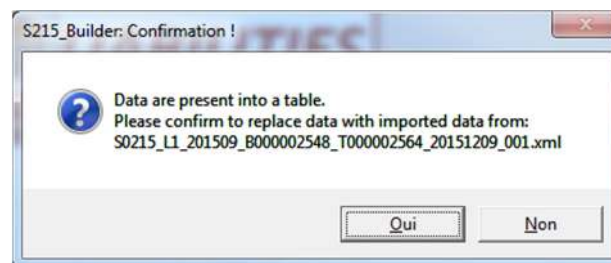 S215_Builder: Confirmation !
Data are present into a table.
Please confirm to replace data with imported data from:
S0215_L1_201509_B000002548_T000002564_20151209_001.xml
Oui
Non